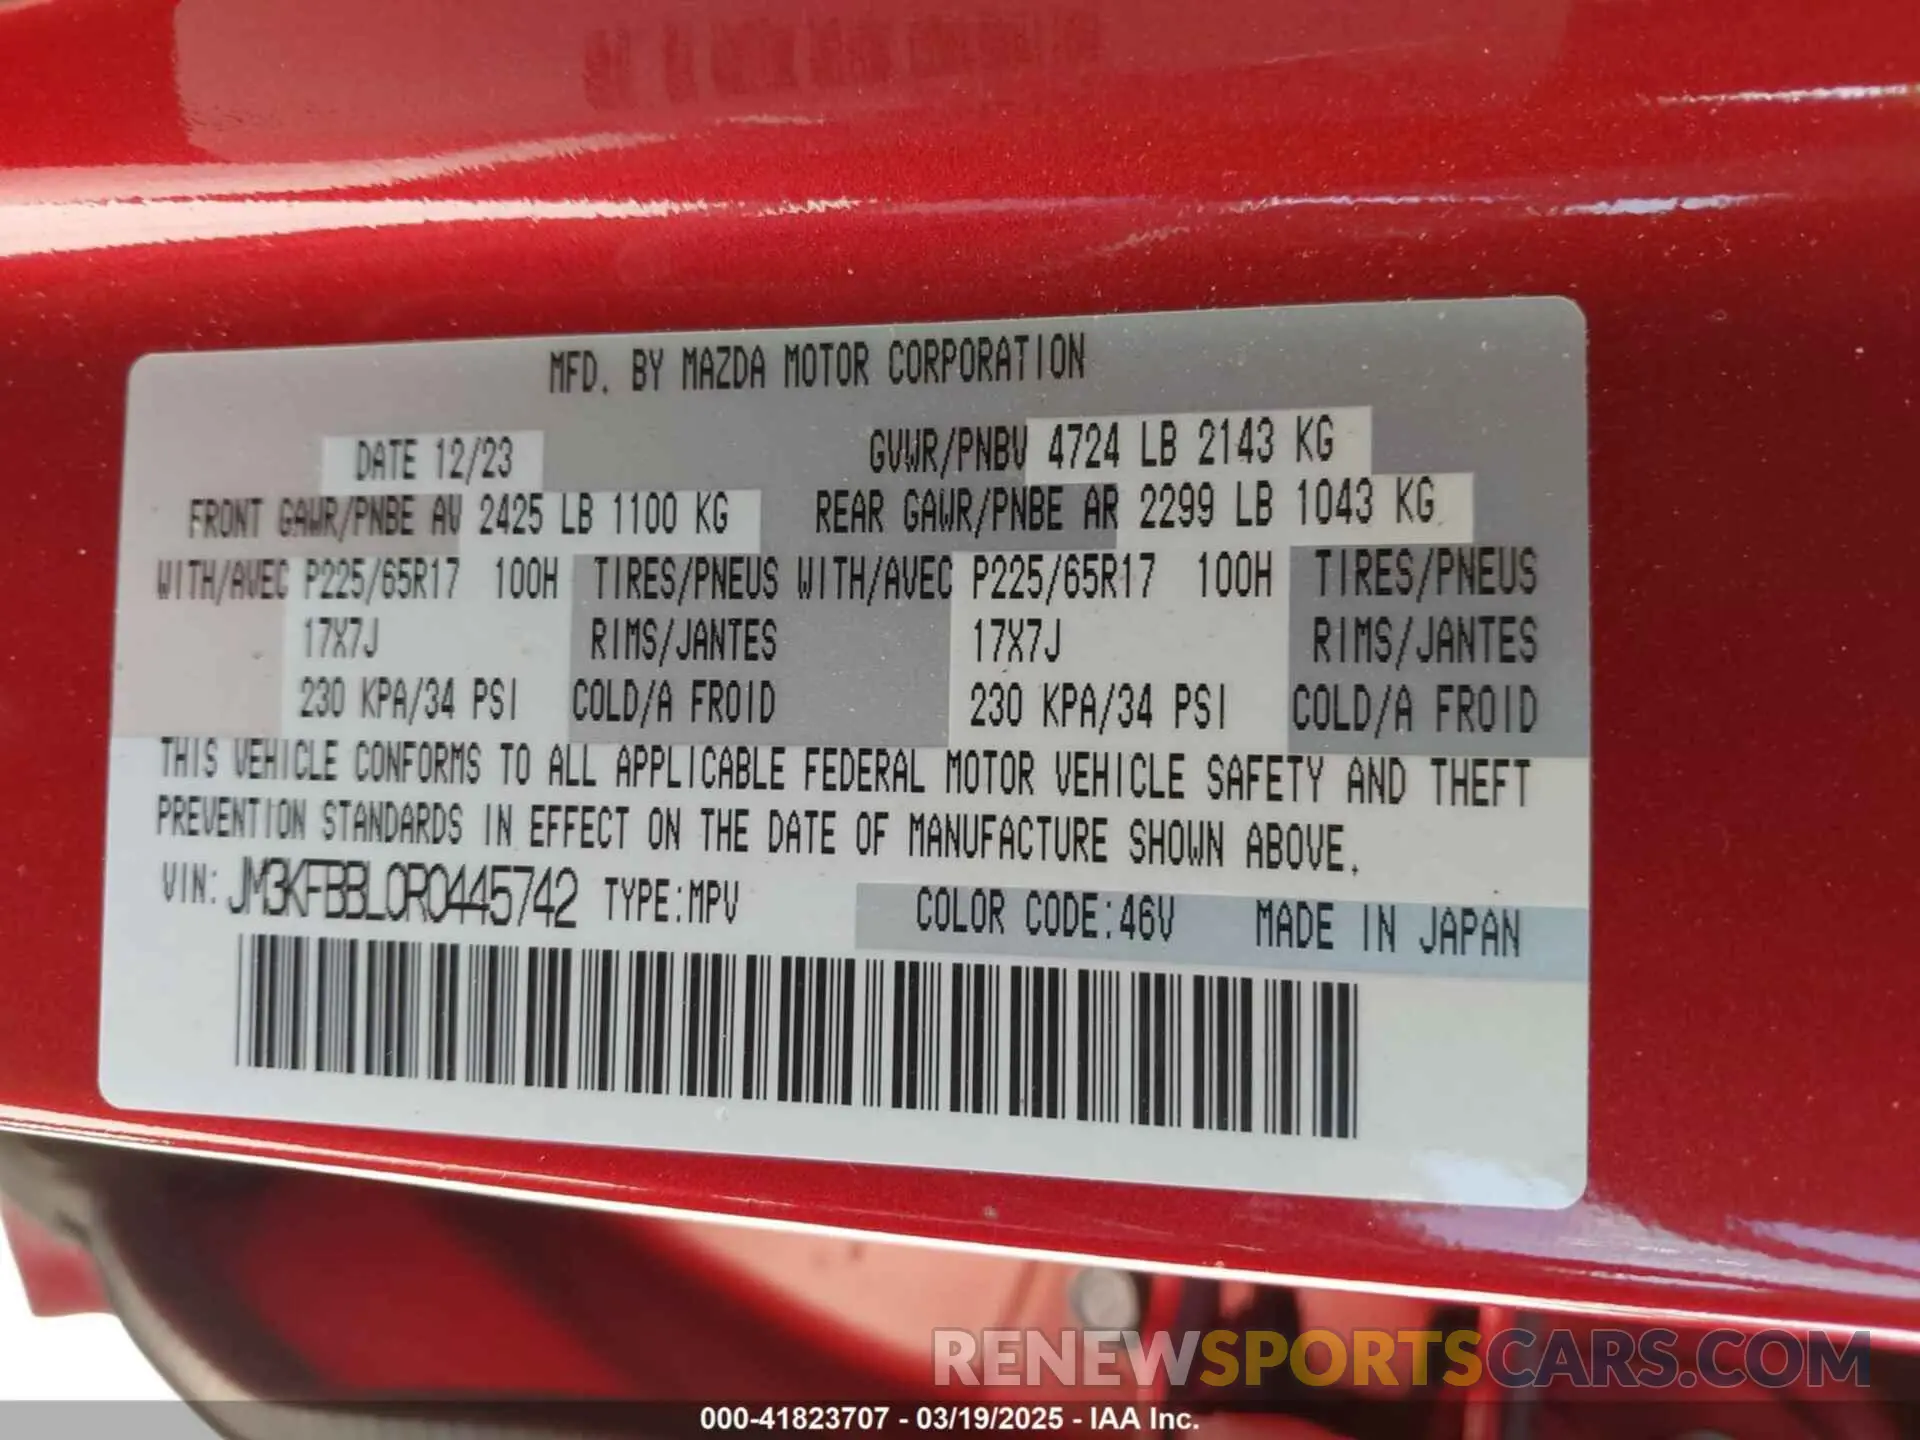 MFD. BY MAZDA MOTOR CORPORATION
DATE 12/23 GVWR/PNBV 4724 LB 2143 KG
FRONT GAWR/PNBE AV 2425 LB 1100 KG REAR GAWR/PNBE AR 2299 LB 1043 KG
WITH/AVEC P225/65R17 100H TIRES/PNEUS WITH/AVEC P225/65R17 100H TIRES/PNEUS
17X7J RIMS/JANTES 17X7J RIMS/JANTES
230 KPA/34 PSI COLD/A FROID 230 KPA/34 PSI COLD/A FROID
THIS VEHICLE CONFORMS TO ALL APPLICABLE FEDERAL MOTOR VEHICLE SAFETY AND THEFT
PREVENTION STANDARDS IN EFFECT ON THE DATE OF MANUFACTURE SHOWN ABOVE.
VIN: JM3KFBBL0R0445742 TYPE:MPV COLOR CODE:46V MADE IN JAPAN
RENEWSPORTSCARS.COM
000-41823707 - 03/19/2025 - IAA Inc.